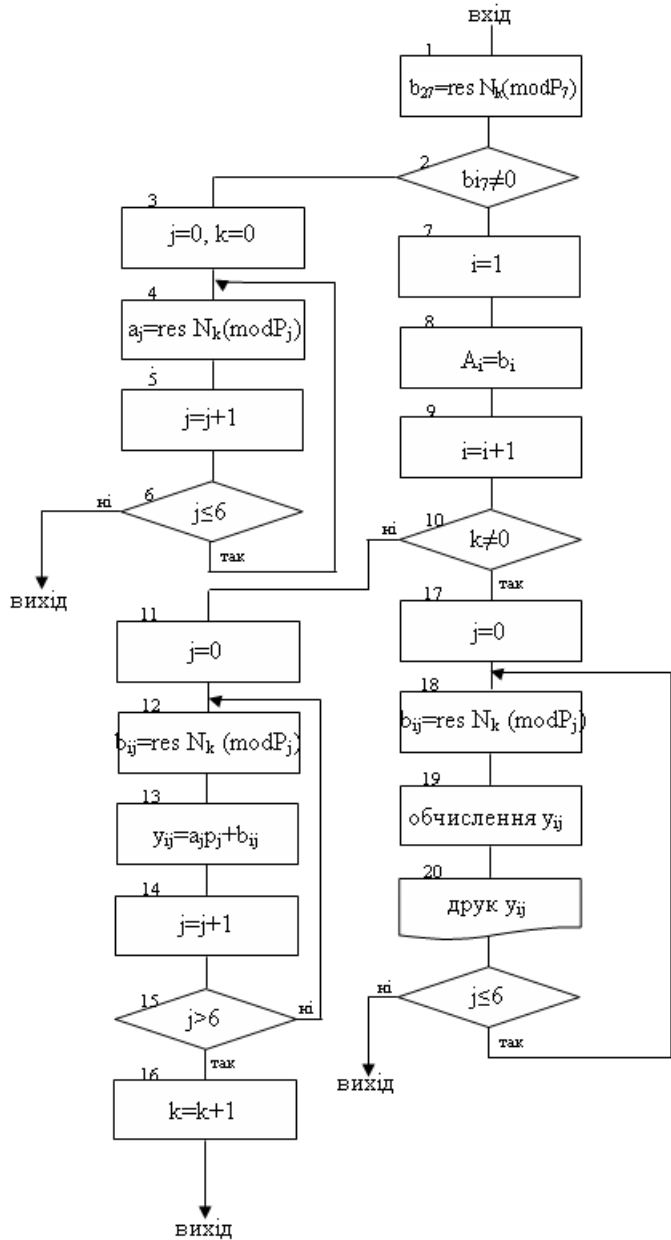 вхід
1
b₂₇=res Nₖ(modP₇)
2
bi₇≠0
3
j=0, k=0
4
aⱼ=res Nₖ(modPⱼ)
5
j=j+1
6
j≤6
ні
так
вихід
7
i=1
8
Aᵢ=bᵢ
9
i=i+1
10
k≠0
ні
так
11
j=0
12
bᵢⱼ=res Nₖ (modPⱼ)
13
yᵢⱼ=aⱼpⱼ+bᵢⱼ
14
j=j+1
15
j>6
ні
так
16
k=k+1
вихід
17
j=0
18
bᵢⱼ=res Nₖ (modPⱼ)
19
обчислення yᵢⱼ
20
друк yᵢⱼ
j≤6
ні
так
вихід